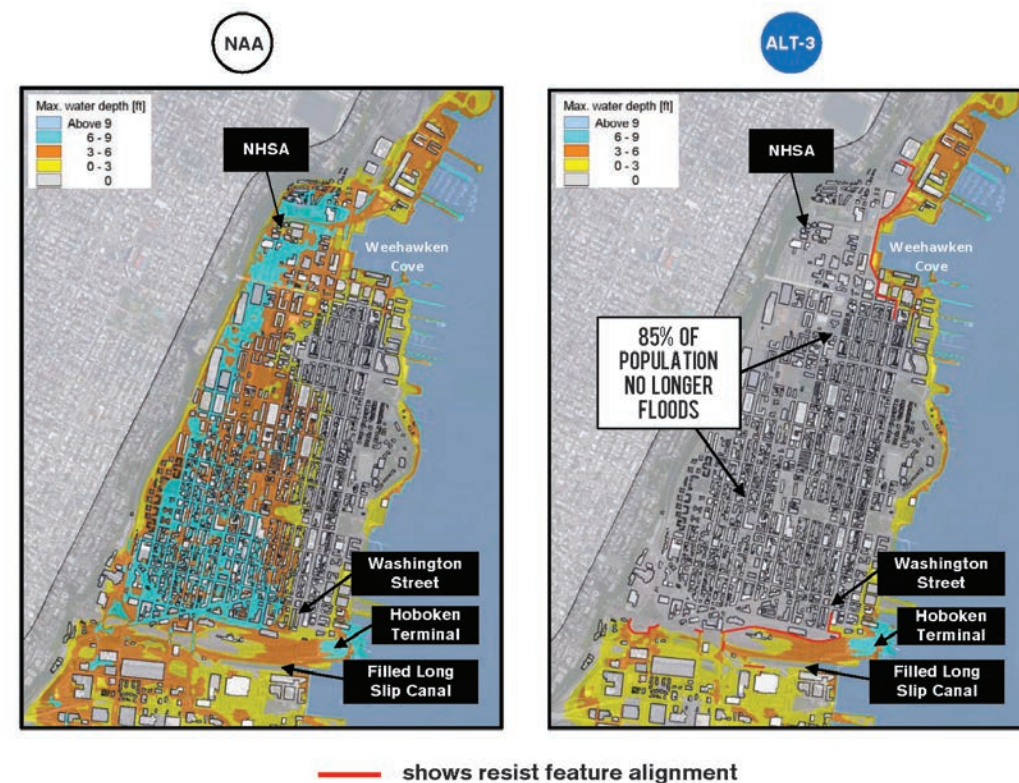 NAA
Max. water depth [ft]
Above 9
6 - 9
3 - 6
0 - 3
0
NHSA
Weehawken
Cove
Washington
Street
Hoboken
Terminal
Filled Long
Slip Canal
ALT-3
Max. water depth [ft]
Above 9
6 - 9
3 - 6
0 - 3
0
NHSA
Weehawken
Cove
85% OF
POPULATION
NO LONGER
FLOODS
Washington
Street
Hoboken
Terminal
Filled Long
Slip Canal
shows resist feature alignment